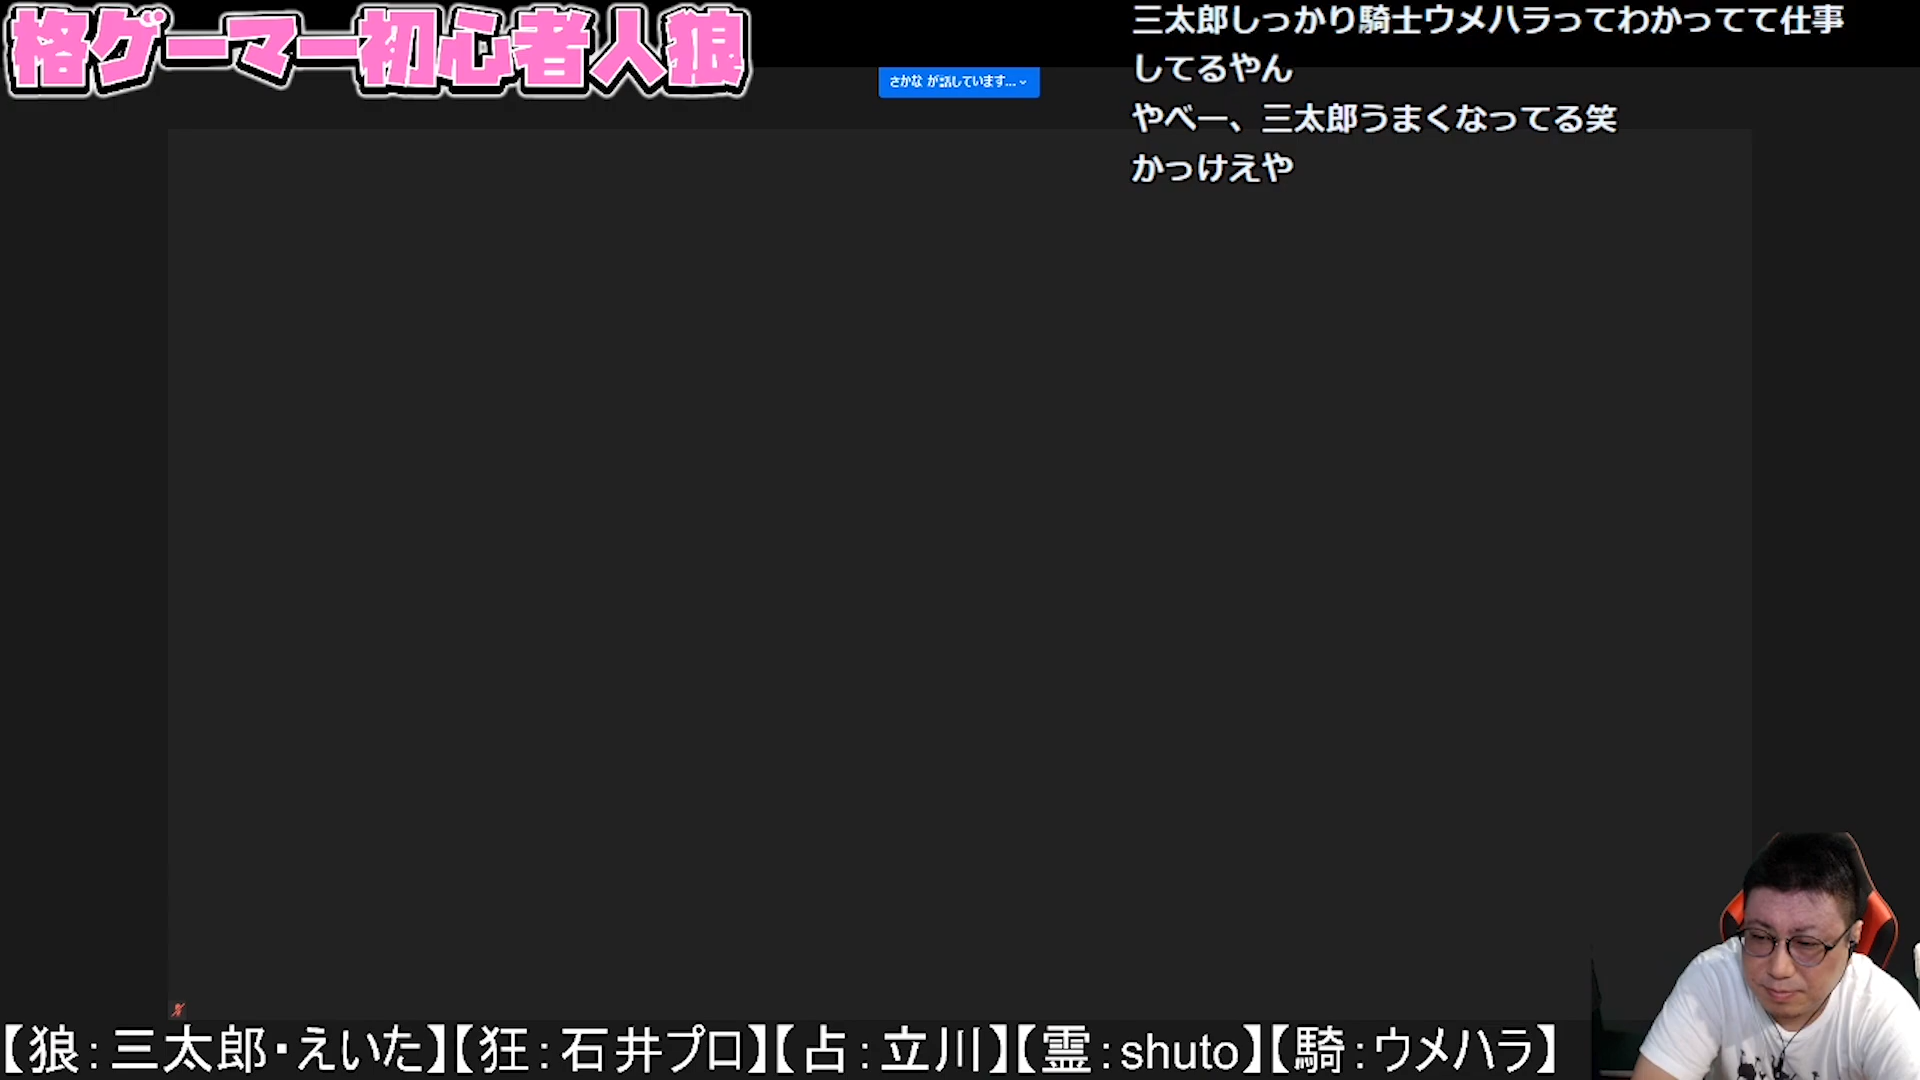 格ゲーマー初心者人狼
三太郎しっかり騎士ウメハラってわかってて仕事
してるやん
さかな が話しています...
やべー、三太郎うまくなってる笑
かっけえや
【狼：三太郎・えいた】【狂：石井プロ】【占：立川】【霊：shuto】【騎：ウメハラ】